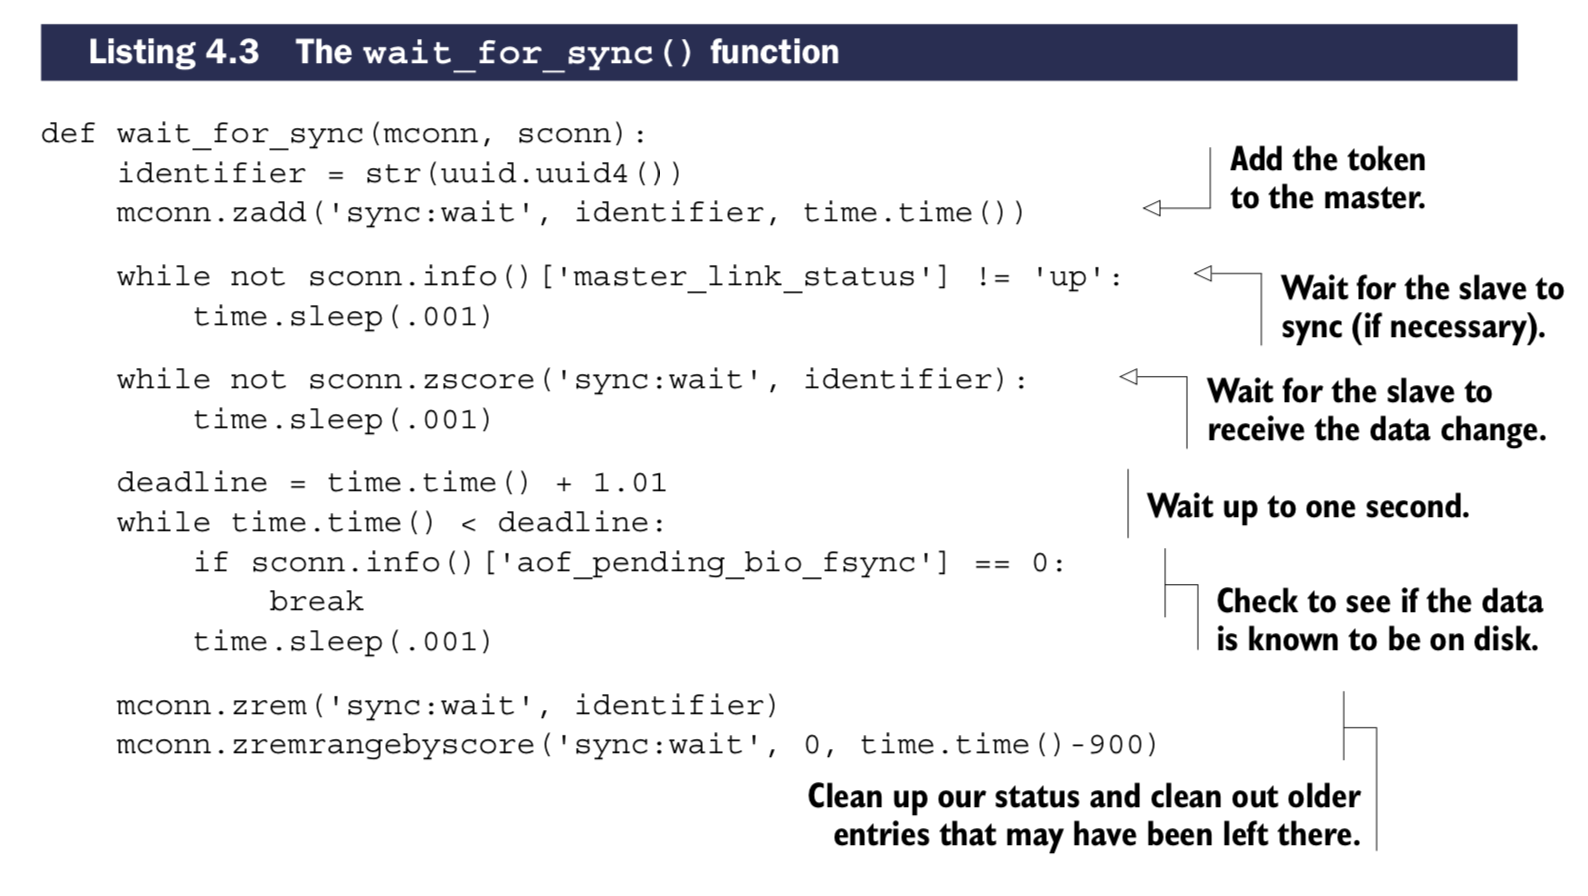 Listing 4.3 The wait_for_sync() function
def wait_for_sync(mconn, sconn):
    identifier = str(uuid.uuid4())
    mconn.zadd('sync:wait', identifier, time.time())
Add the token
to the master.
    while not sconn.info()['master_link_status'] != 'up':
        time.sleep(.001)
Wait for the slave to
sync (if necessary).
    while not sconn.zscore('sync:wait', identifier):
        time.sleep(.001)
Wait for the slave to
receive the data change.
    deadline = time.time() + 1.01
    while time.time() < deadline:
Wait up to one second.
        if sconn.info()['aof_pending_bio_fsync'] == 0:
            break
        time.sleep(.001)
Check to see if the data
is known to be on disk.
    mconn.zrem('sync:wait', identifier)
    mconn.zremrangebyscore('sync:wait', 0, time.time()-900)
Clean up our status and clean out older
entries that may have been left there.